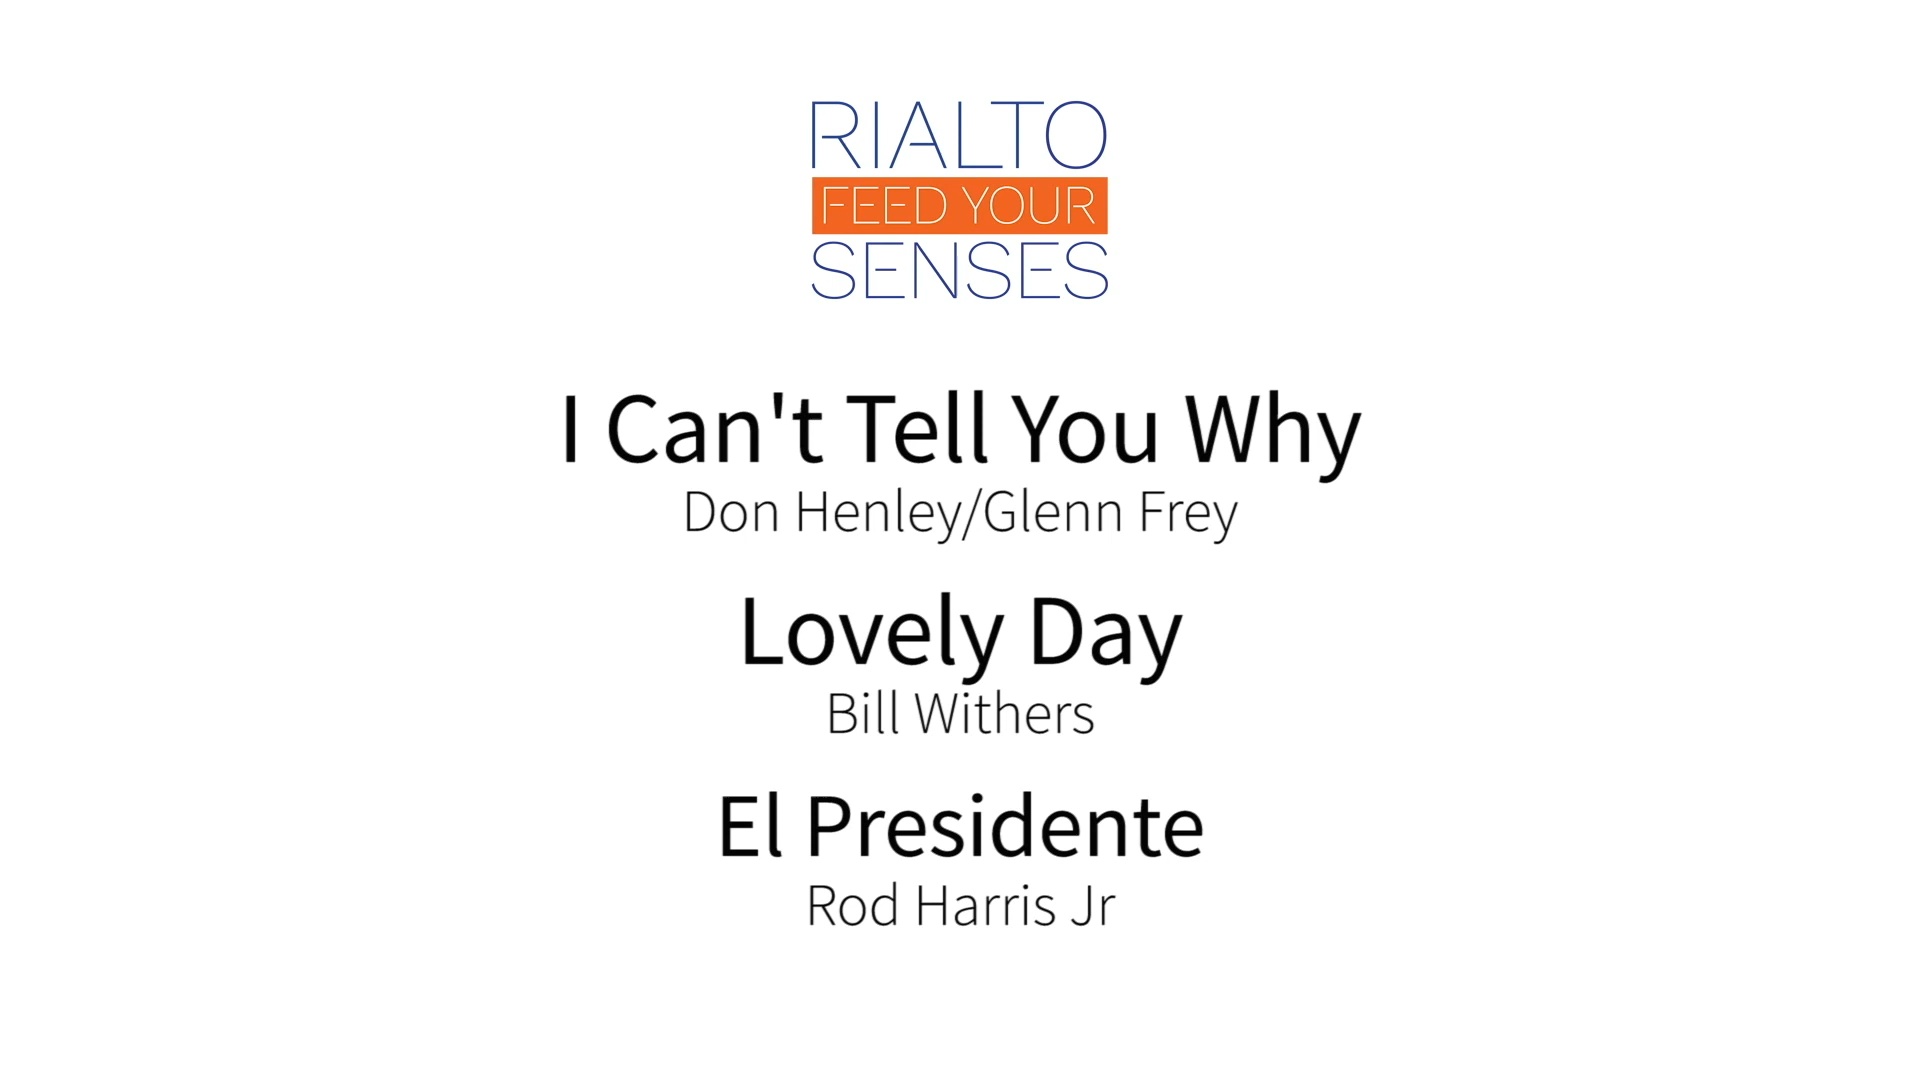 RIALTO
FEED YOUR
SENSES
I Can't Tell You Why
Don Henley/Glenn Frey
Lovely Day
Bill Withers
El Presidente
Rod Harris Jr